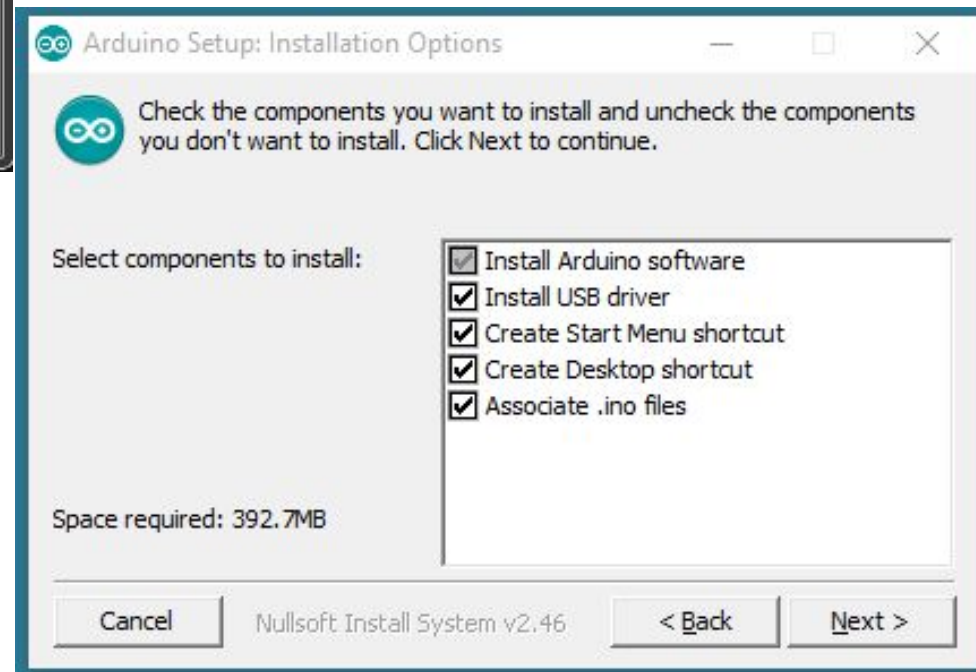 Arduino Setup: Installation Options
Check the components you want to install and uncheck the components
you don't want to install. Click Next to continue.
Select components to install:
Install Arduino software
Install USB driver
Create Start Menu shortcut
Create Desktop shortcut
Associate .ino files
Space required: 392.7MB
Cancel
Nullsoft Install System v2.46
< Back
Next >